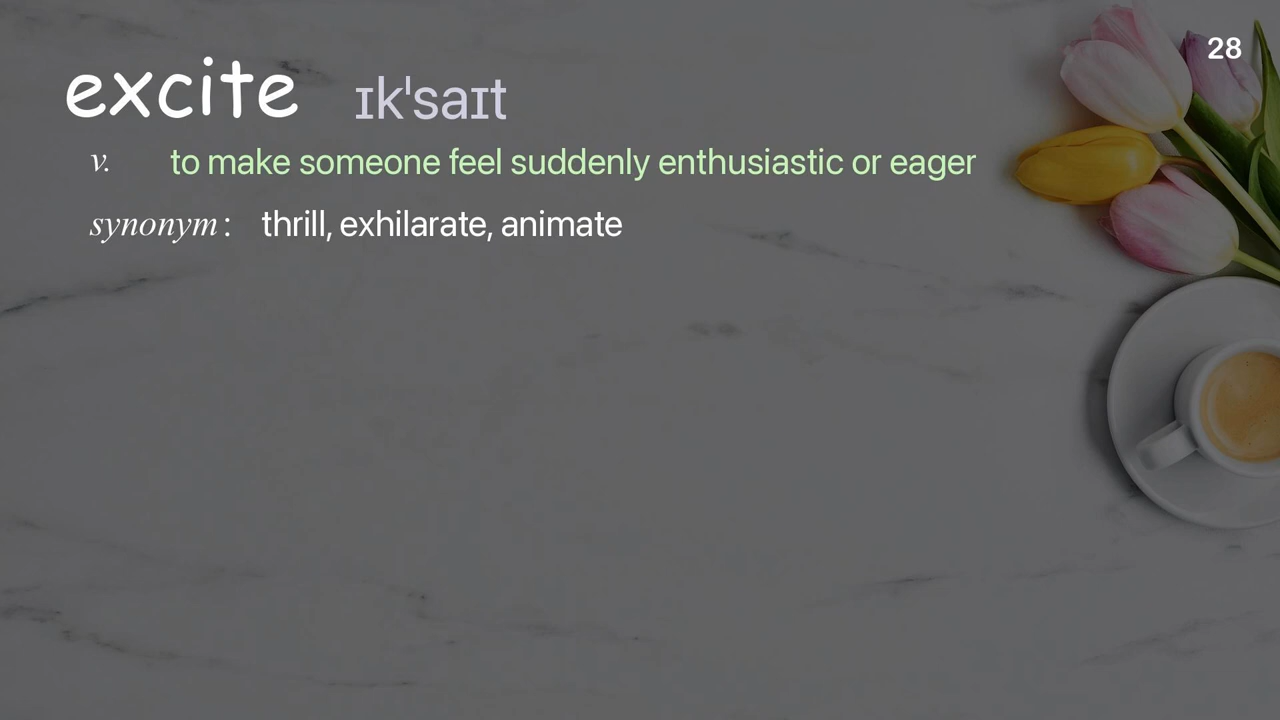 28
excite ɪkˈsaɪt
v. to make someone feel suddenly enthusiastic or eager
synonym: thrill, exhilarate, animate